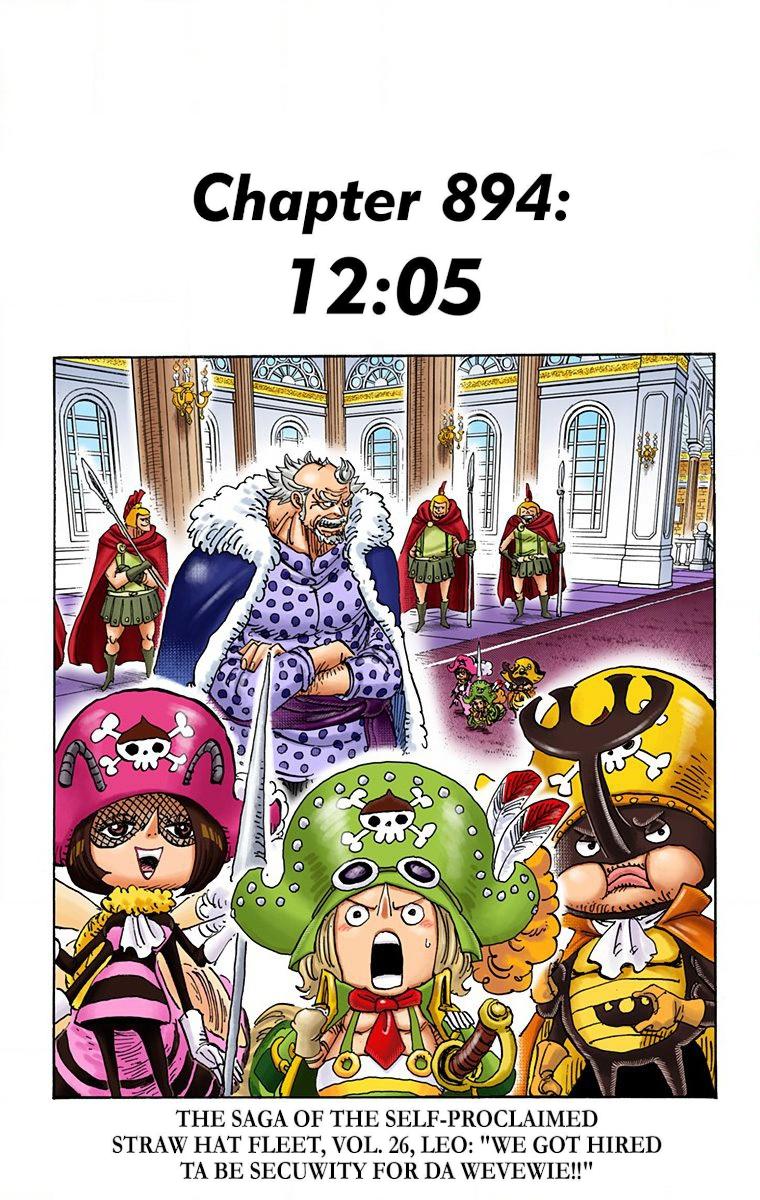 Chapter 894:
12:05
THE SAGA OF THE SELF-PROCLAIMED
STRAW HAT FLEET, VOL. 26, LEO: "WE GOT HIRED
TA BE SECUWITY FOR DA WEVEWIE!!"